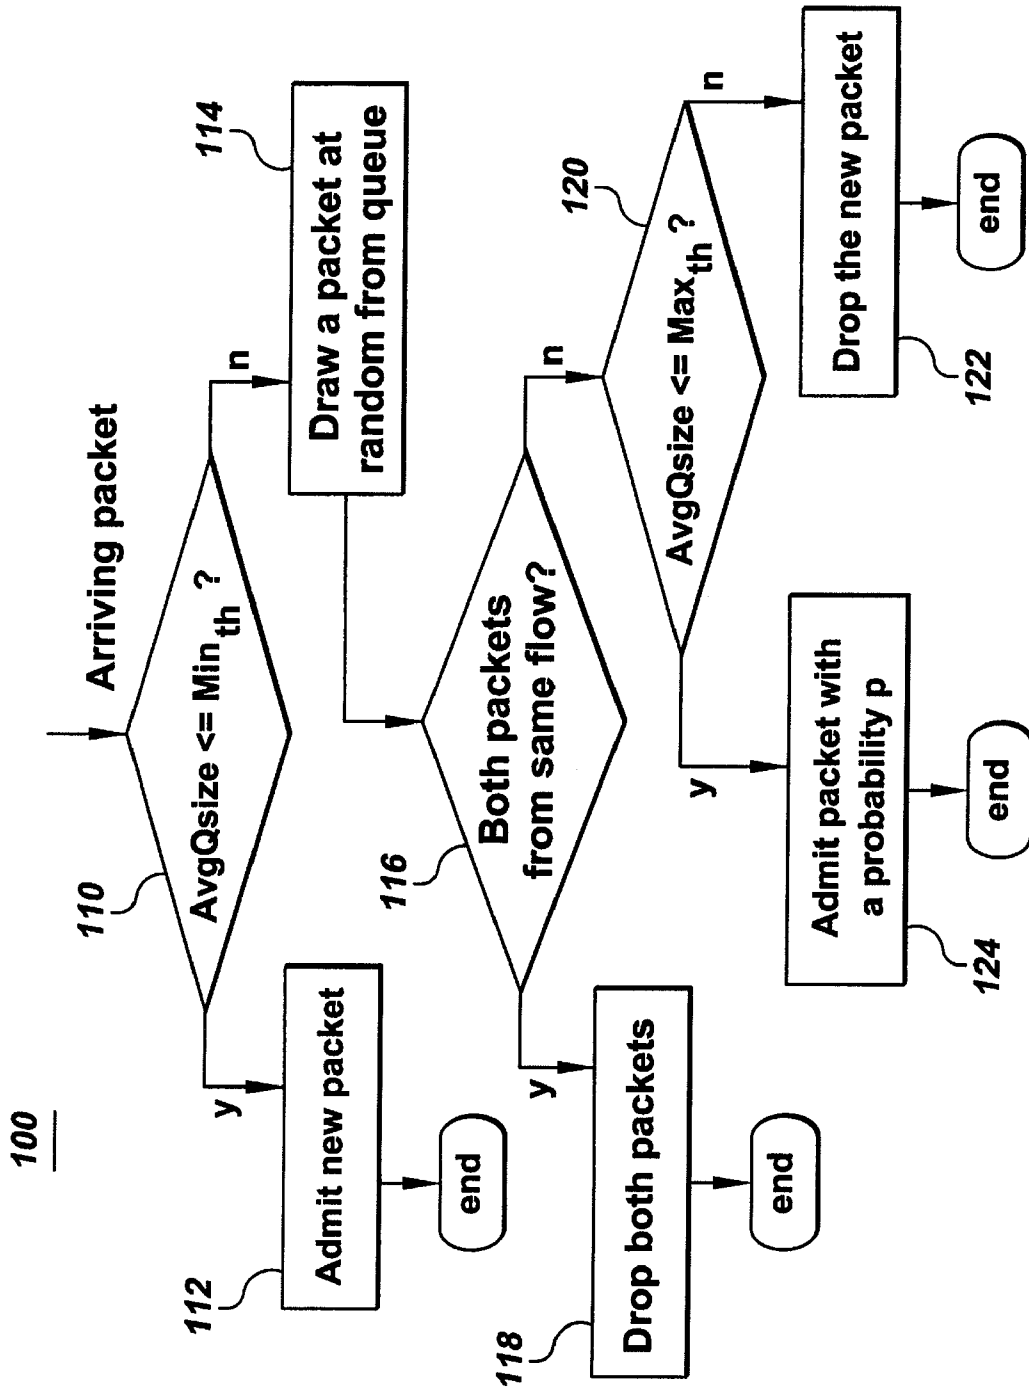 100
Arriving packet
110
AvgQsize <= Minth ?
y
n
112
Admit new packet
end
114
Draw a packet at
random from queue
116
Both packets
from same flow?
y
n
118
Drop both packets
end
120
AvgQsize <= Maxth ?
y
n
124
Admit packet with
a probability p
end
122
Drop the new packet
end